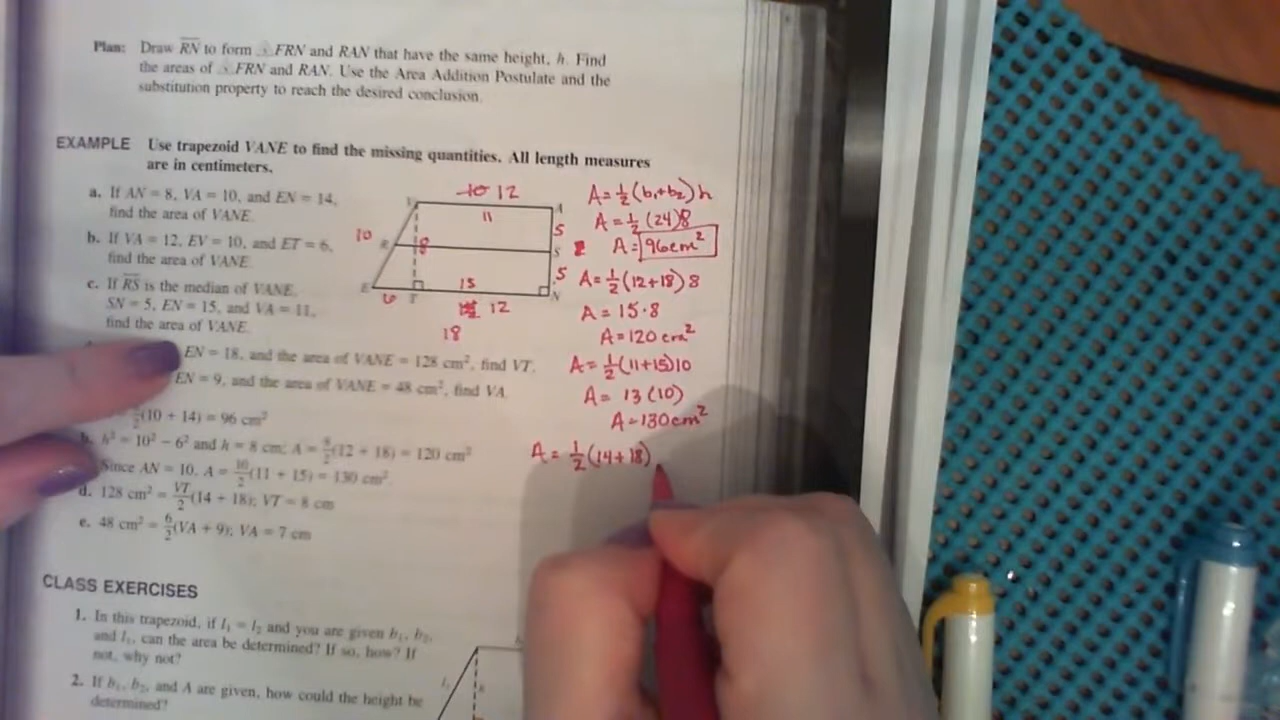 Plan: Draw RN to form △s FRN and RAN that have the same height, h. Find
the areas of △s FRN and RAN. Use the Area Addition Postulate and the
substitution property to reach the desired conclusion.
EXAMPLE Use trapezoid VANE to find the missing quantities. All length measures
are in centimeters.
a. If AN = 8, VA = 10, and EN = 14,
find the area of VANE.
b. If VA = 12, EV = 10, and ET = 6,
find the area of VANE.
c. If RS is the median of VANE,
SN = 5, EN = 15, and VA = 11,
find the area of VANE.
EN = 18, and the area of VANE = 128 cm², find VT.
EN = 9, and the area of VANE = 48 cm², find VA.
(10 + 14) = 96 cm²
b. h² = 10² − 6² and h = 8 cm; A = 8/2(12 + 18) = 120 cm²
Since AN = 10, A = 10/2(11 + 15) = 130 cm².
d. 128 cm² = VT/2(14 + 18); VT = 8 cm
e. 48 cm² = 6/2(VA + 9); VA = 7 cm
10 12
11
A
5
10
R
8
S
5
E
15
6
T
N
12
18
A = ½(b₁+b₂)h
A = ½(24)8
A = 96cm²
A = ½(12+18)8
A = 15·8
A = 120 cm²
A = ½(11+15)10
A = 13(10)
A = 130cm²
A = ½(14+18)
CLASS EXERCISES
1. In this trapezoid, if l₁ = l₂ and you are given b₁, b₂,
and l₁, can the area be determined? If so, how? If
not, why not?
2. If b₁, b₂, and A are given, how could the height be
determined?